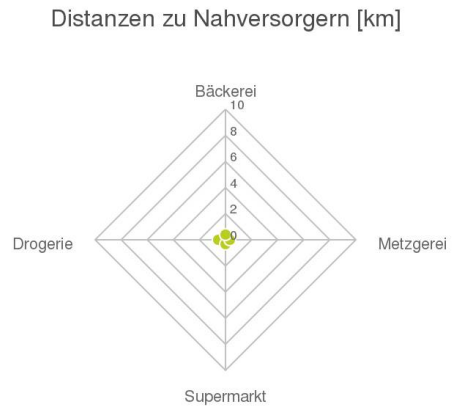 Distanzen zu Nahversorgern [km]
Bäckerei
10
8
6
4
2
0
Drogerie
Metzgerei
Supermarkt